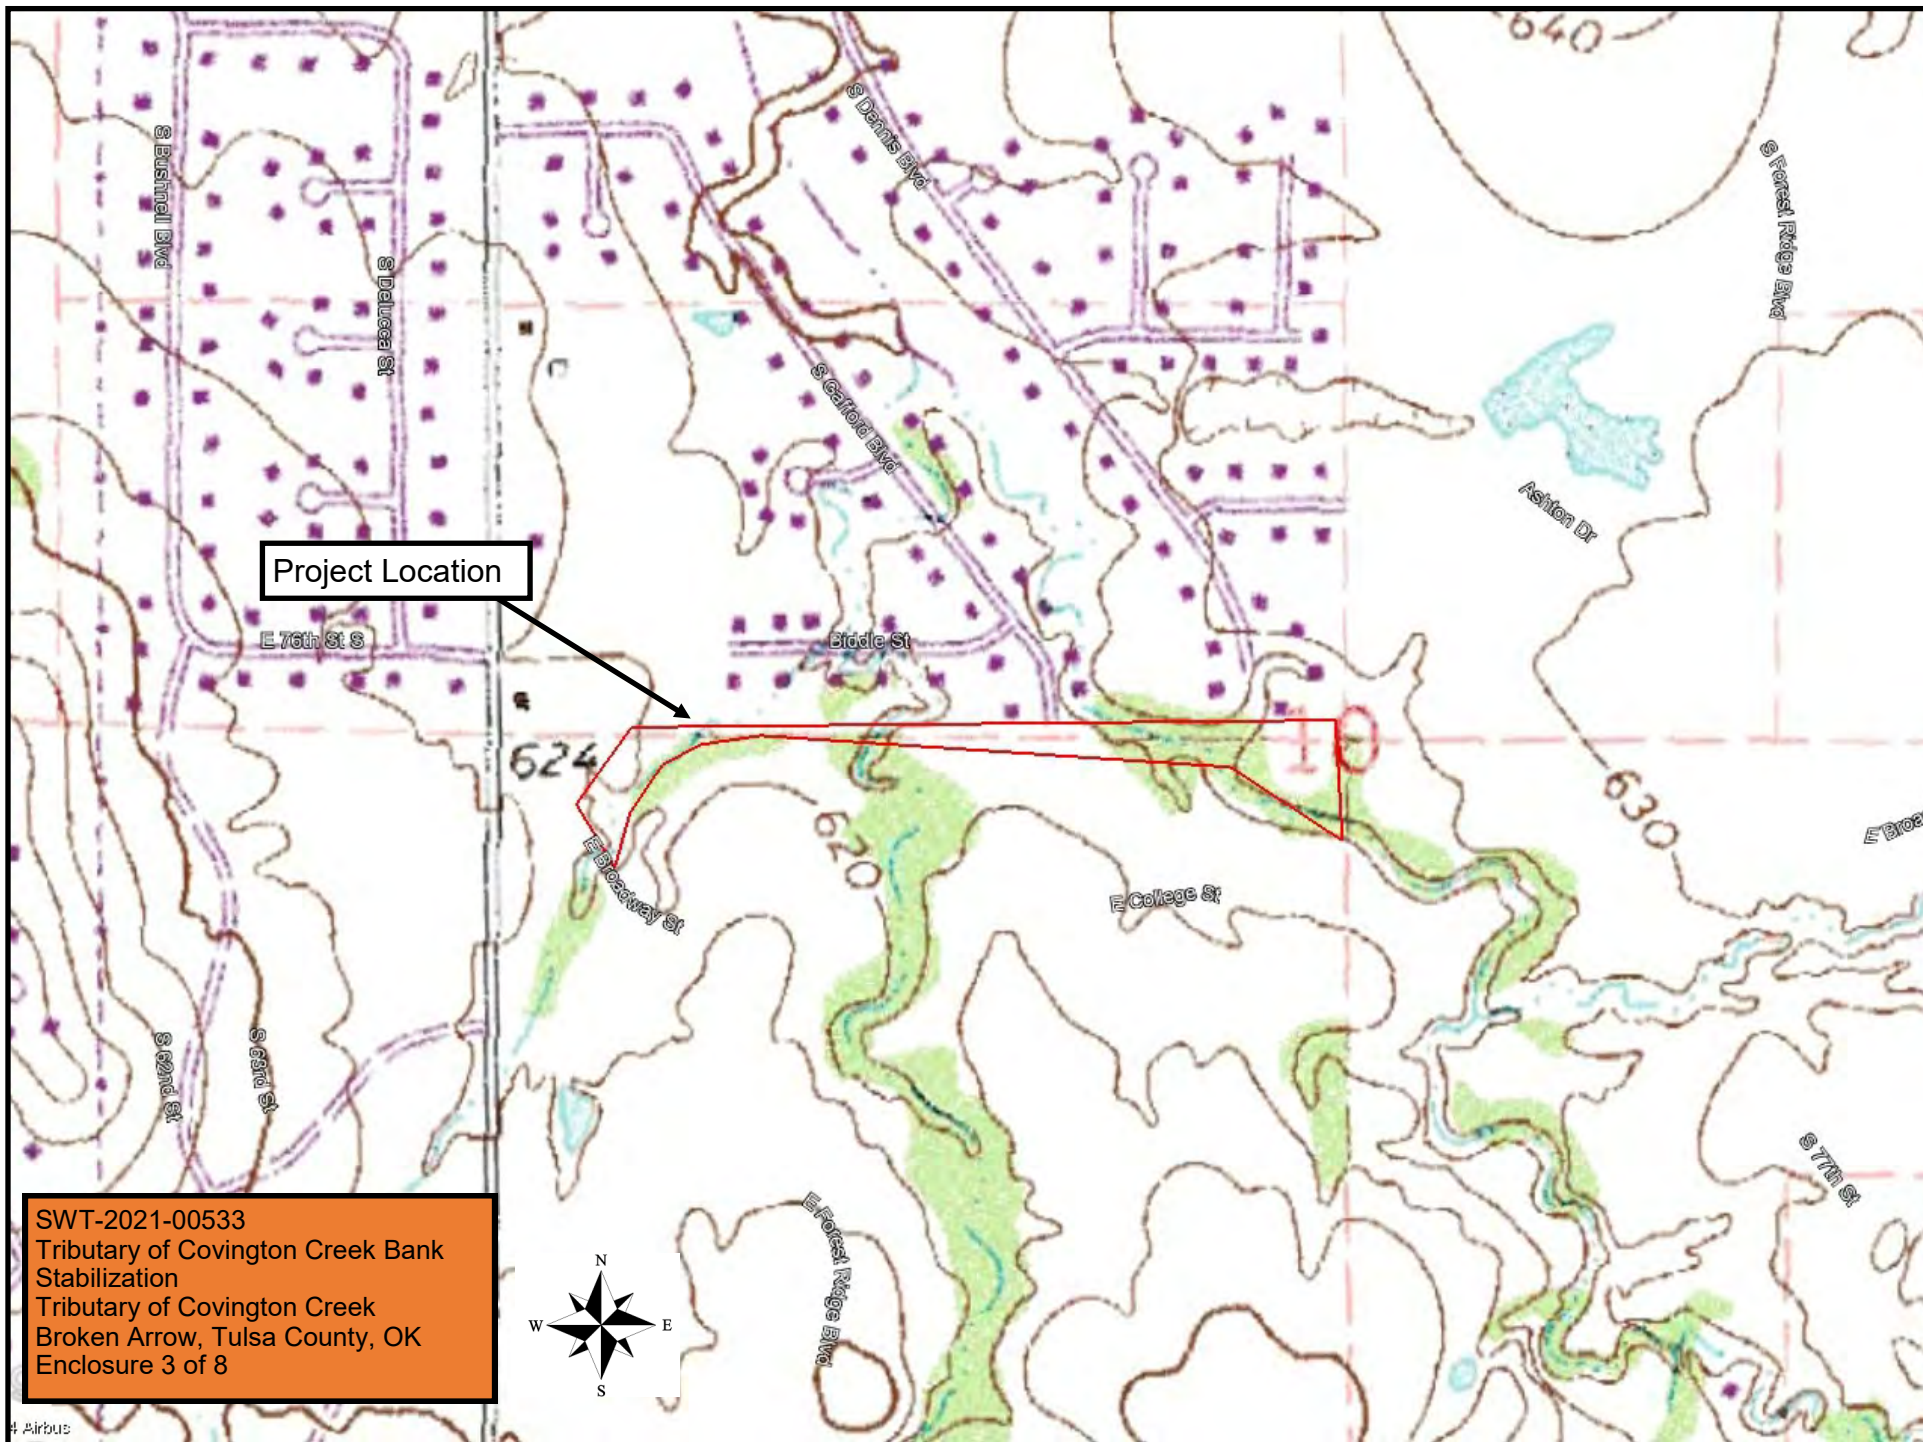 640
S Dennis Blvd
S Bushnell Blvd
S Forest Ridge Blvd
S Delucca St
S Gafford Blvd
Ashton Dr
Project Location
E 76th St S
Biddle St
624
10
630
620
E Broadway St
E College St
S 62nd St
S 63rd St
S 77th St
E Forest Ridge Blvd
SWT-2021-00533
Tributary of Covington Creek Bank
Stabilization
Tributary of Covington Creek
Broken Arrow, Tulsa County, OK
Enclosure 3 of 8
N
W
E
S
Airbus